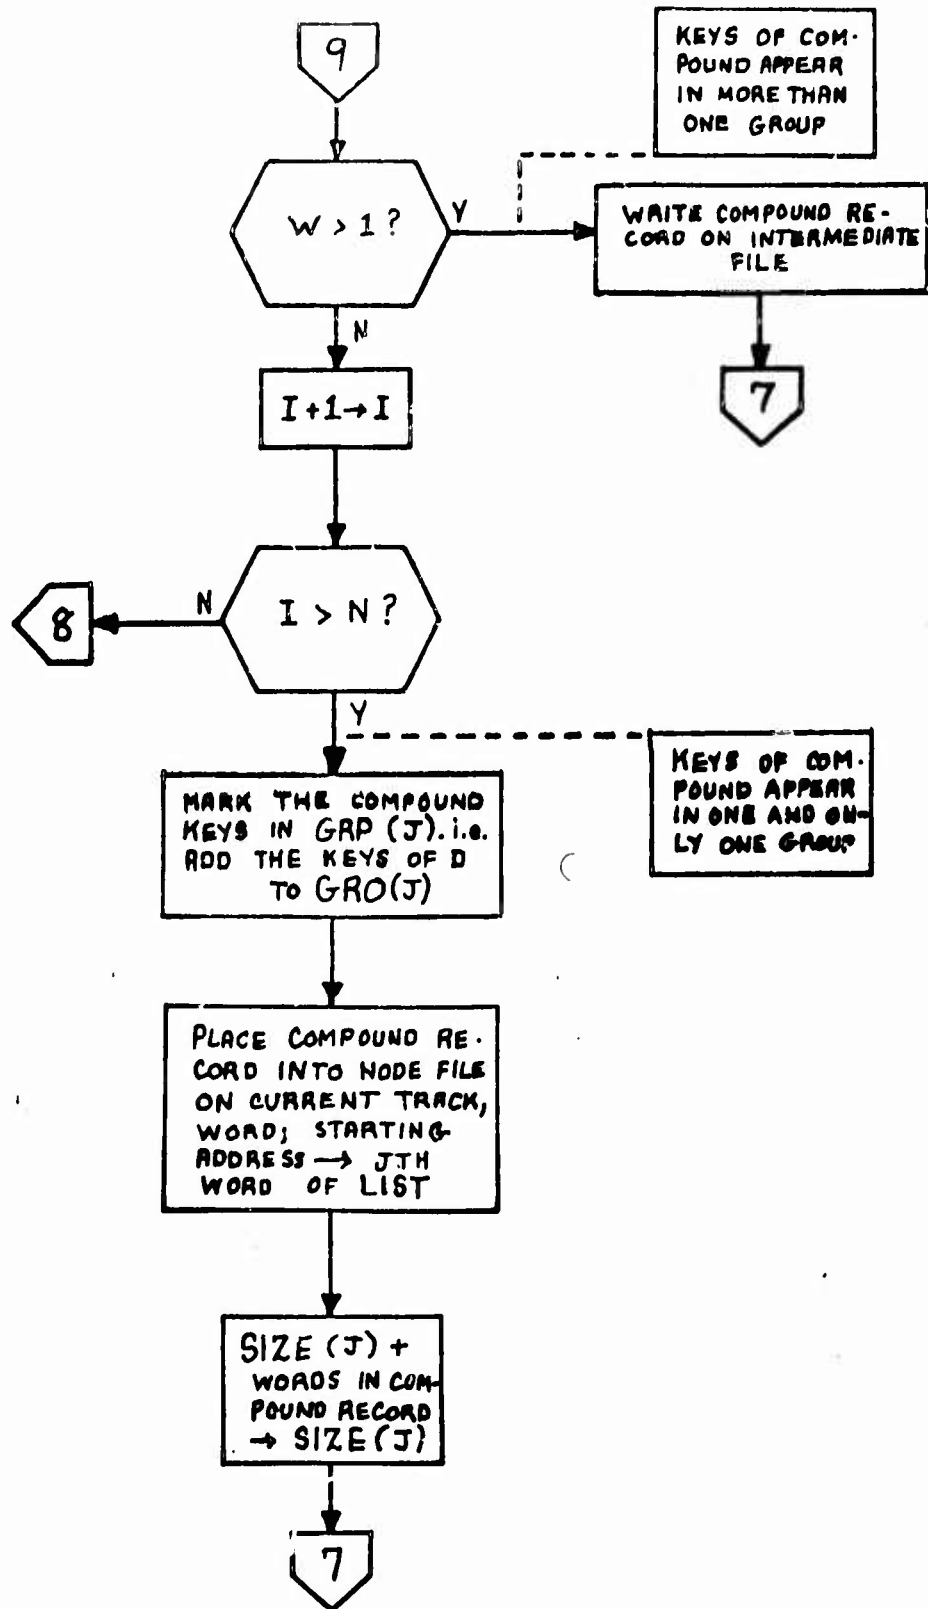 9
KEYS OF COM-
POUND APPEAR
IN MORE THAN
ONE GROUP
W > 1 ?
Y
WRITE COMPOUND RE-
CORD ON INTERMEDIATE
FILE
N
7
I + 1 → I
I > N ?
N
8
Y
KEYS OF COM-
POUND APPEAR
IN ONE AND ON-
LY ONE GROUP
MARK THE COMPOUND
KEYS IN GRP (J). i.e.
ADD THE KEYS OF D
TO GRO(J)
PLACE COMPOUND RE-
CORD INTO NODE FILE
ON CURRENT TRACK,
WORD; STARTING
ADDRESS → JTH
WORD OF LIST
SIZE (J) +
WORDS IN COM-
POUND RECORD
→ SIZE (J)
7